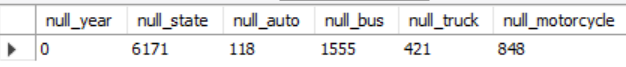 null_year null_state null_auto null_bus null_truck null_motorcycle
0 6171 118 1555 421 848